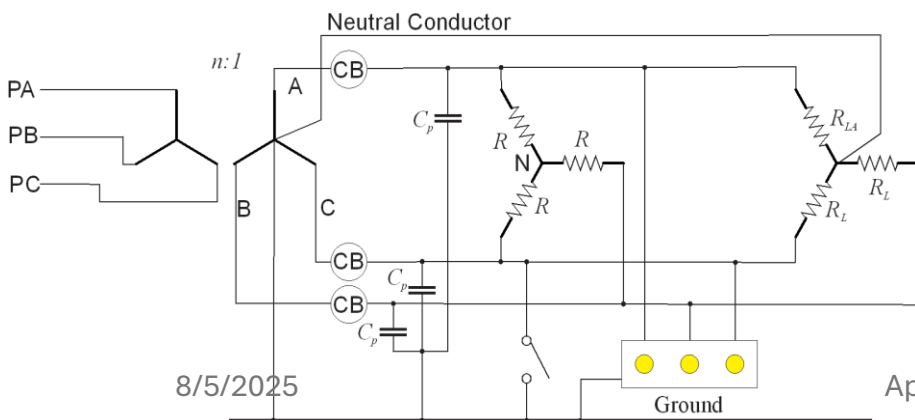 Neutral Conductor
n:1
CB
PA
A
C_p
R_LA
PB
R
R
N
R_L
PC
R
R_L
B
C
CB
C_p
CB
C_p
8/5/2025
Ap
Ground